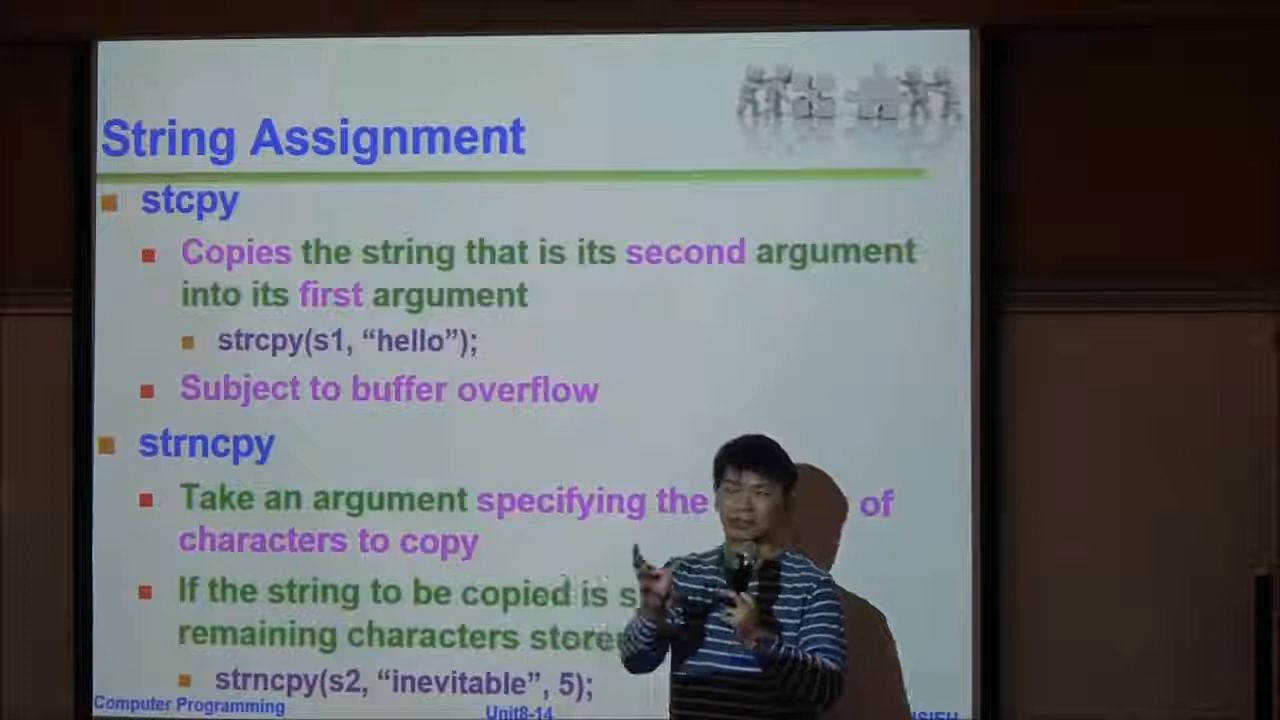 String Assignment
stcpy
Copies the string that is its second argument
into its first argument
strcpy(s1, “hello”);
Subject to buffer overflow
strncpy
Take an argument specifying the of
characters to copy
If the string to be copied is
remaining characters
strncpy(s2, “inevitable”, 5);
Computer Programming
Unit8-14
HSIEH